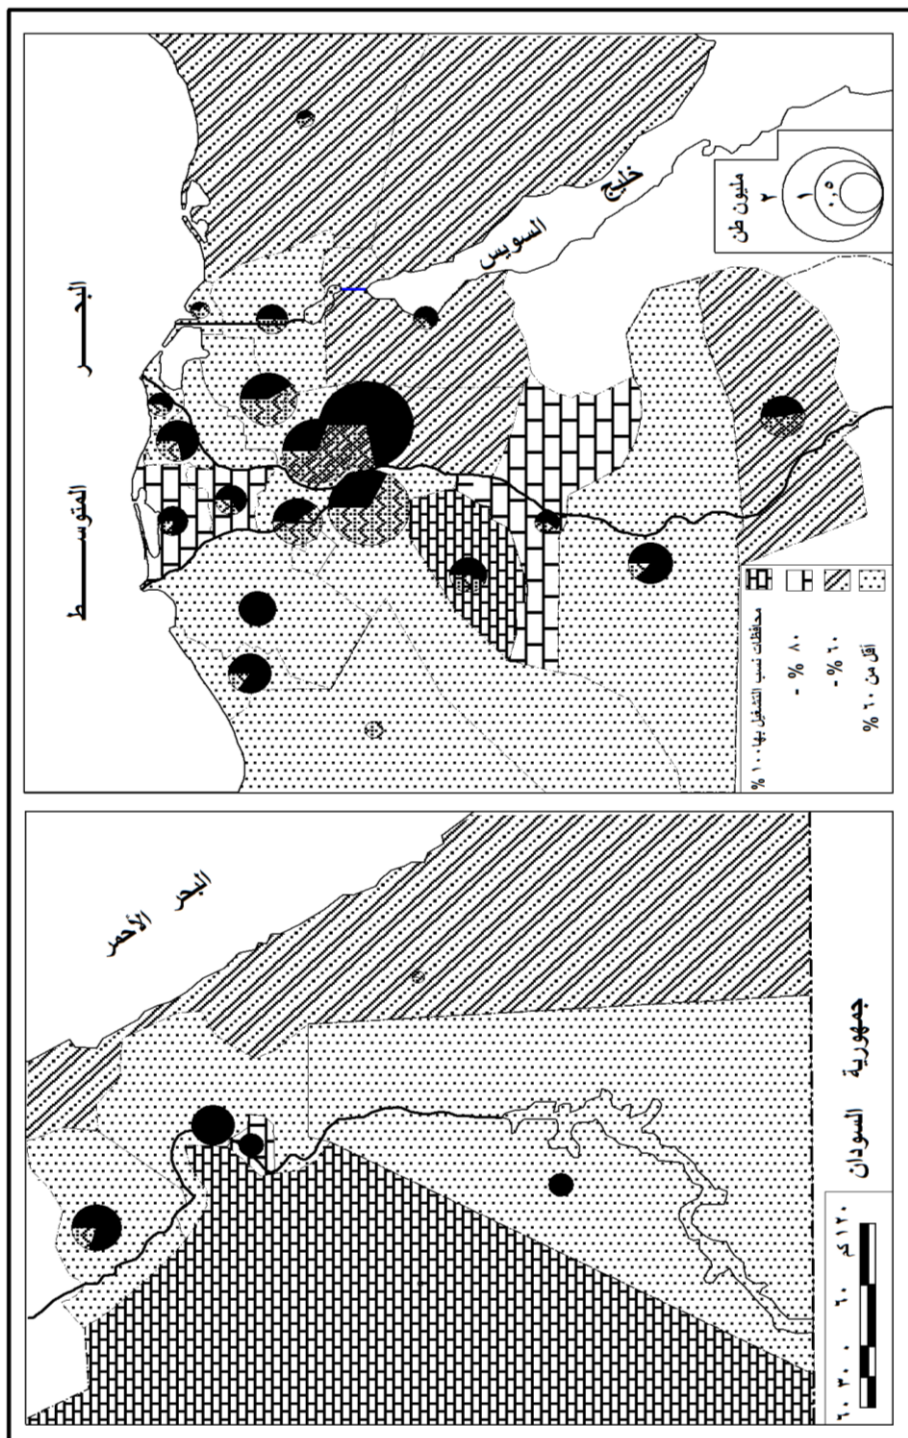 البحر
المتوسط
خليج
السويس
مليون طن
٢
١
٠,٥
محافظات نسب التشغيل بها ١٠٠ %
٨٠ % -
٦٠ % -
أقل من ٦٠ %
البحر الأحمر
جمهورية السودان
٦٠ ٣٠ ٠ ٦٠ ١٢٠ كم